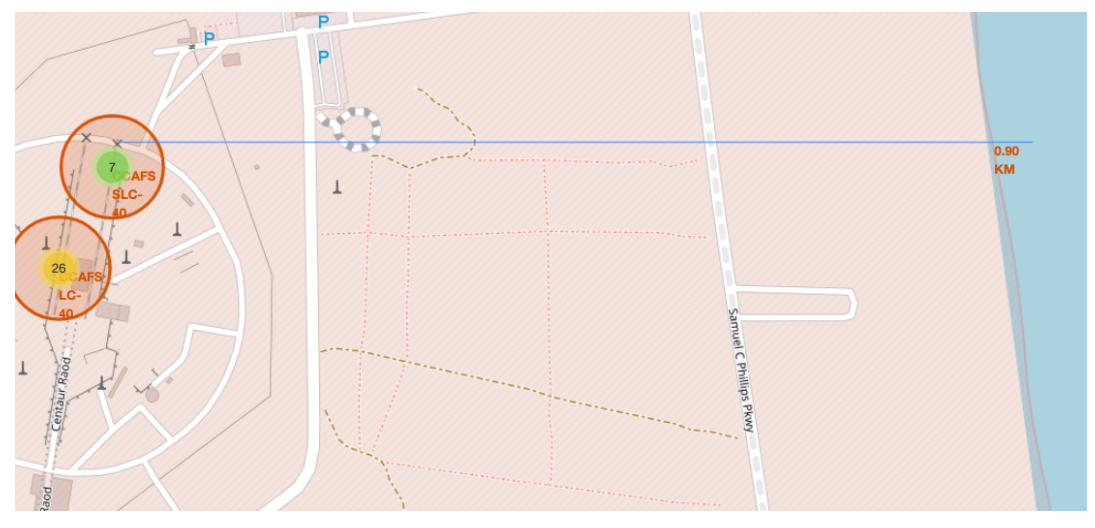 P
P
P
0.90
KM
7
CCAFS
SLC-
40
26
CCAFS
LC-
40
Samuel C Phillips Pkwy
Centaur Raod
Raod